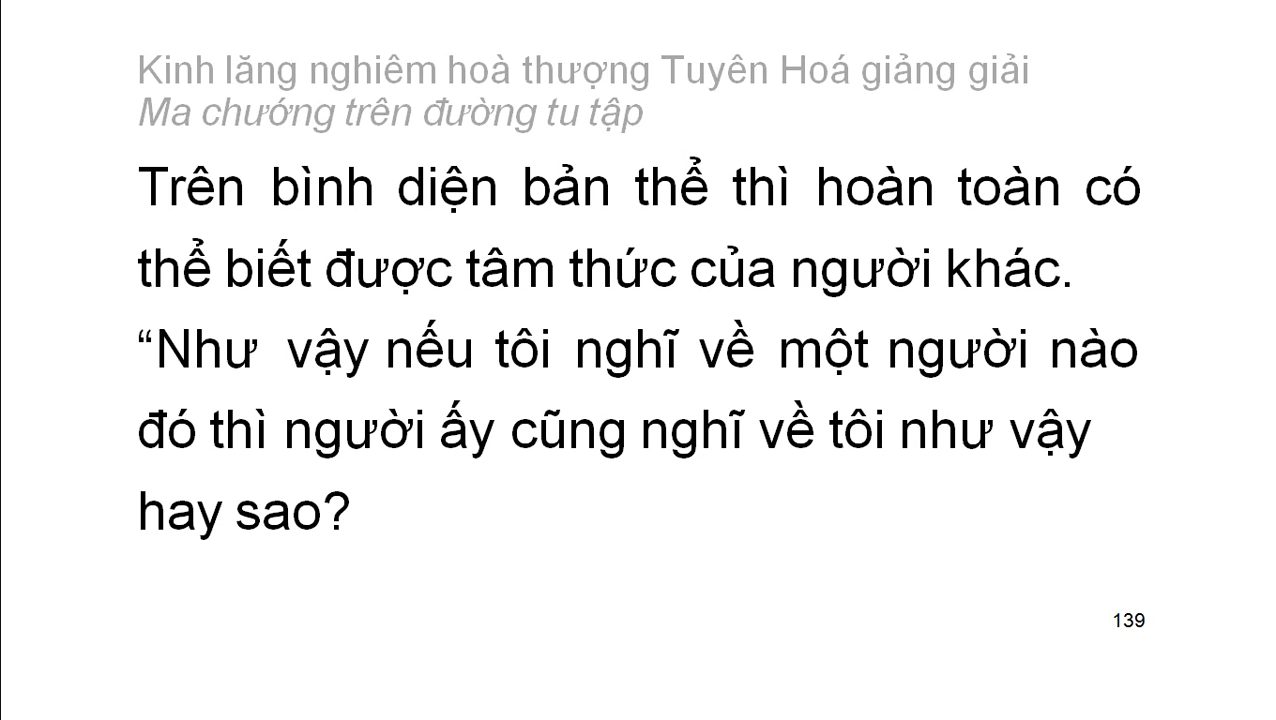 Kinh lăng nghiêm hoà thượng Tuyên Hoá giảng giải
Ma chướng trên đường tu tập
Trên bình diện bản thể thì hoàn toàn có
thể biết được tâm thức của người khác.
“Như vậy nếu tôi nghĩ về một người nào
đó thì người ấy cũng nghĩ về tôi như vậy
hay sao?
139